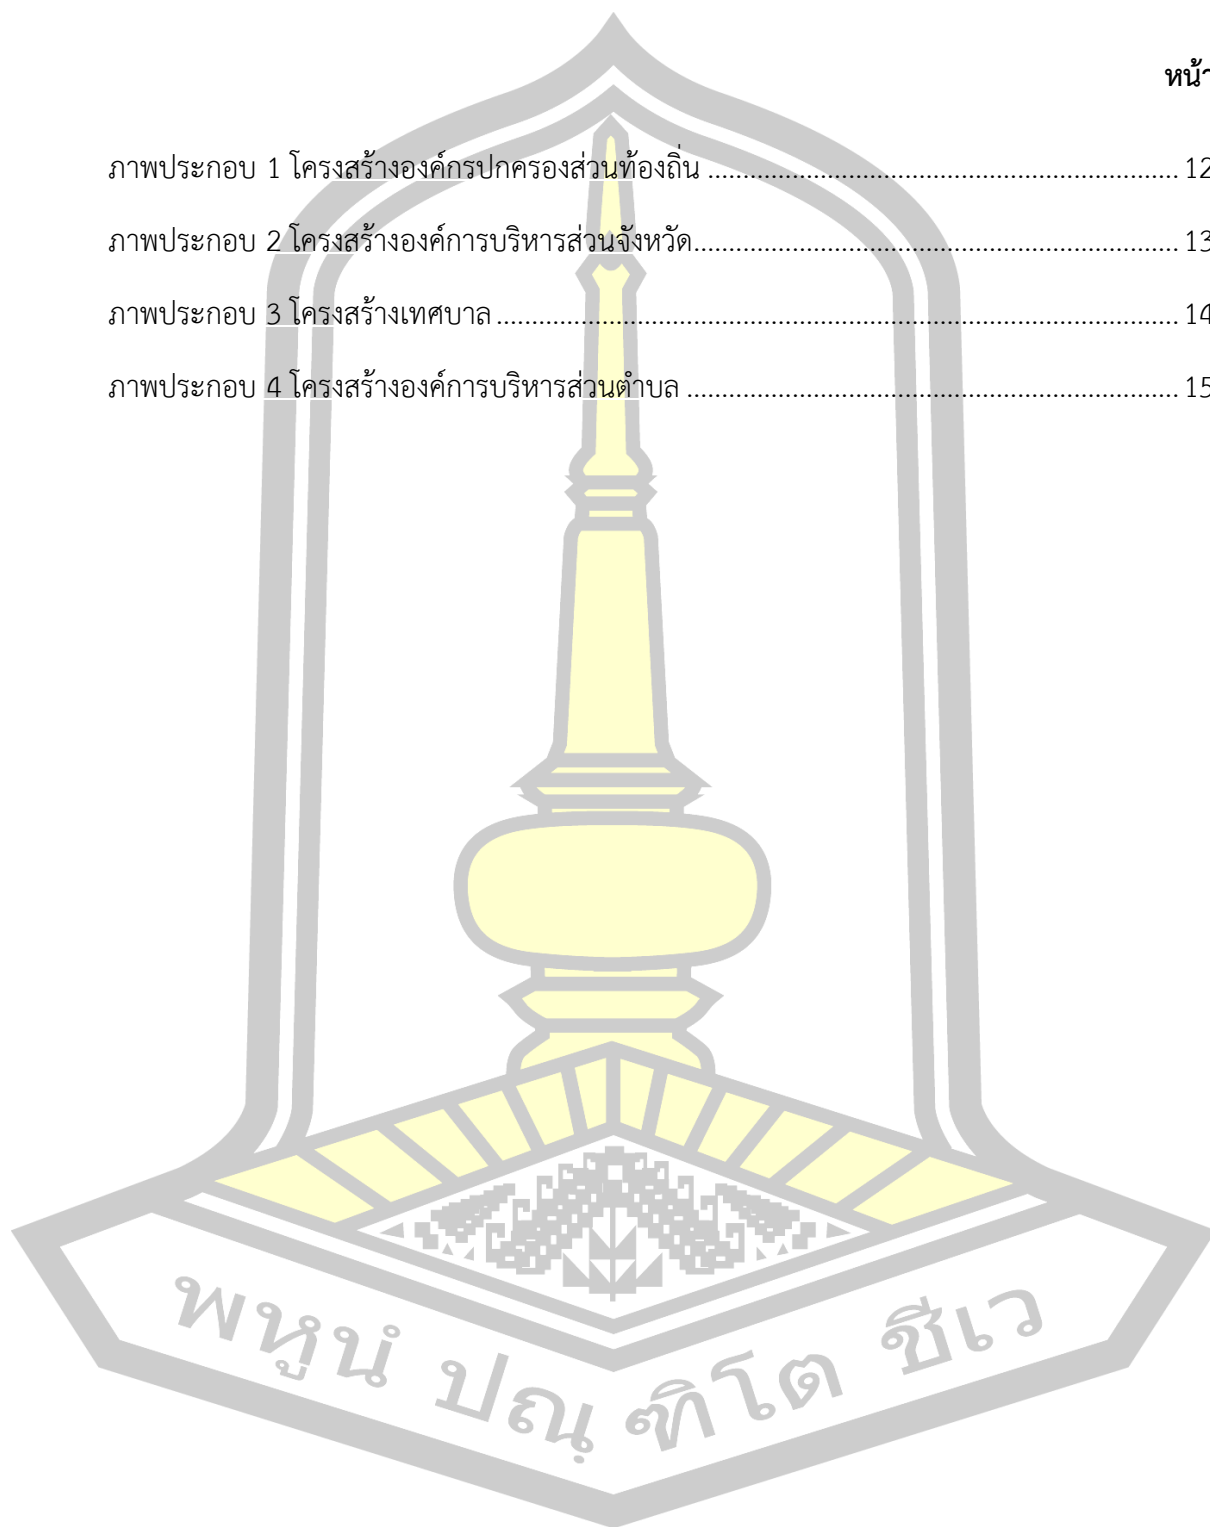 หน้า
ภาพประกอบ 1 โครงสร้างองค์กรปกครองส่วนท้องถิ่น ........................................................................ 12
ภาพประกอบ 2 โครงสร้างองค์การบริหารส่วนจังหวัด........................................................................ 13
ภาพประกอบ 3 โครงสร้างเทศบาล ........................................................................ 14
ภาพประกอบ 4 โครงสร้างองค์การบริหารส่วนตำบล ........................................................................ 15
พหูนํ ปณฺฑิโต ชีเว